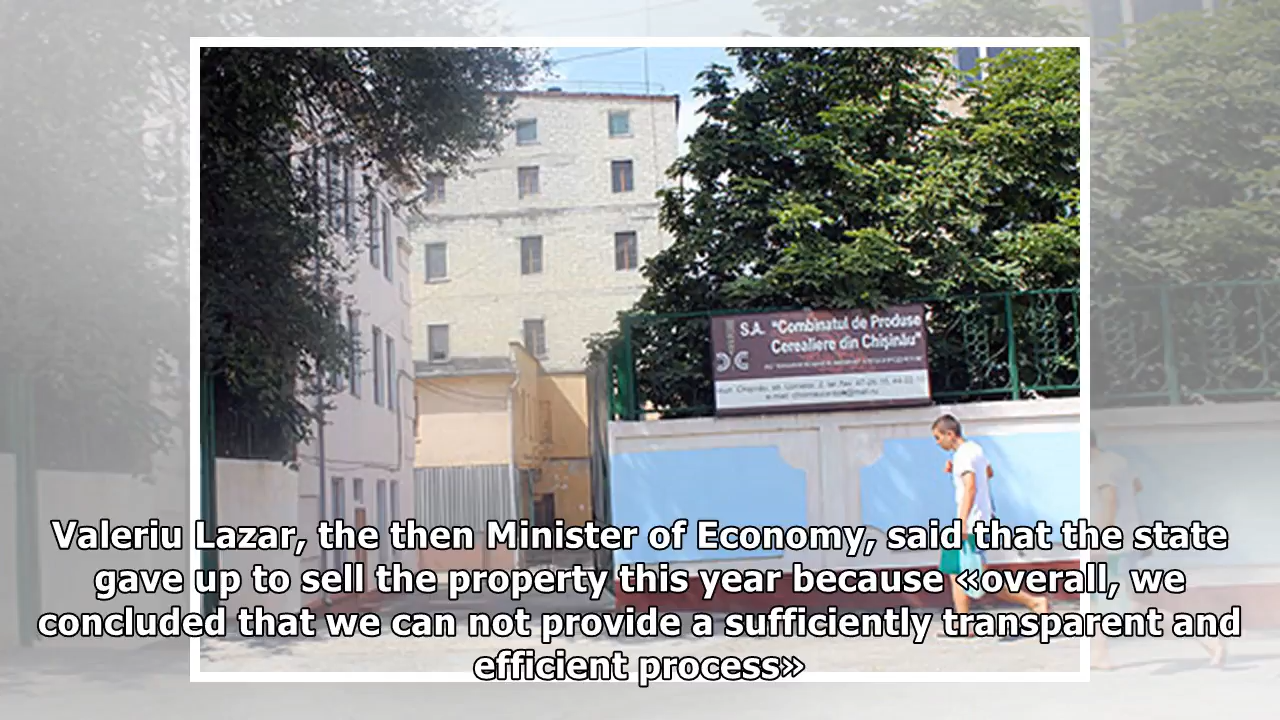 S.A. "Combinatul de Produse
Cerealiere din Chişinău"
Valeriu Lazar, the then Minister of Economy, said that the state
gave up to sell the property this year because «overall, we
concluded that we can not provide a sufficiently transparent and
efficient process»